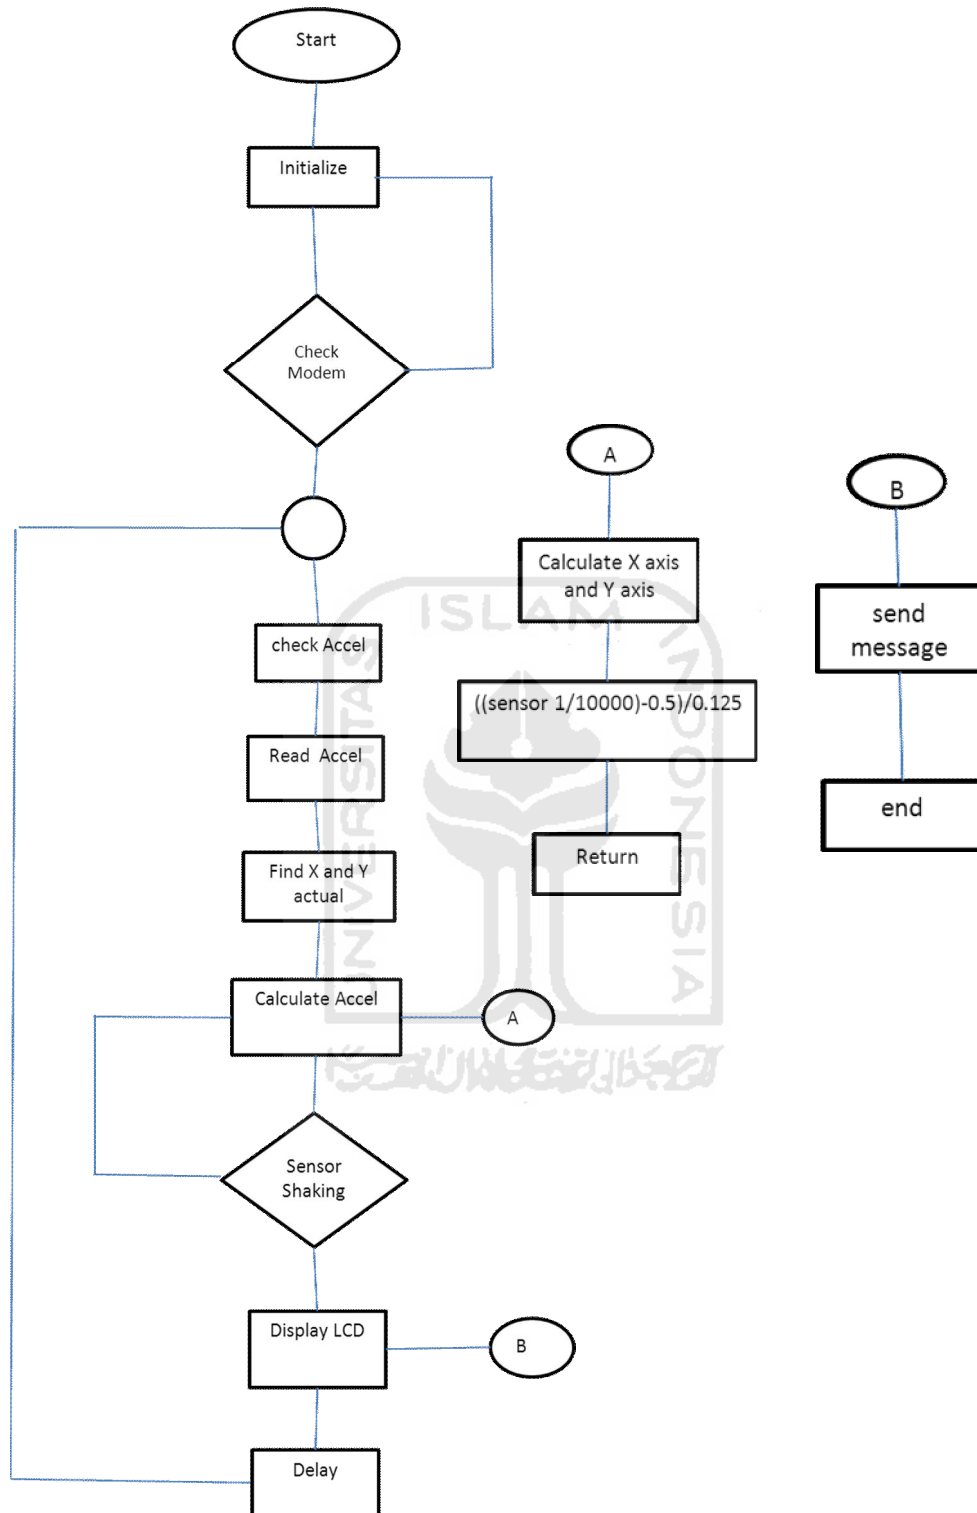 Start
Initialize
Check
Modem
check Accel
Read  Accel
Find X and Y
actual
Calculate Accel
A
Sensor
Shaking
Display LCD
B
Delay
A
Calculate X axis
and Y axis
((sensor 1/10000)-0.5)/0.125
Return
B
send
message
end
UNIVERSITAS
ISLAM
INDONESIA